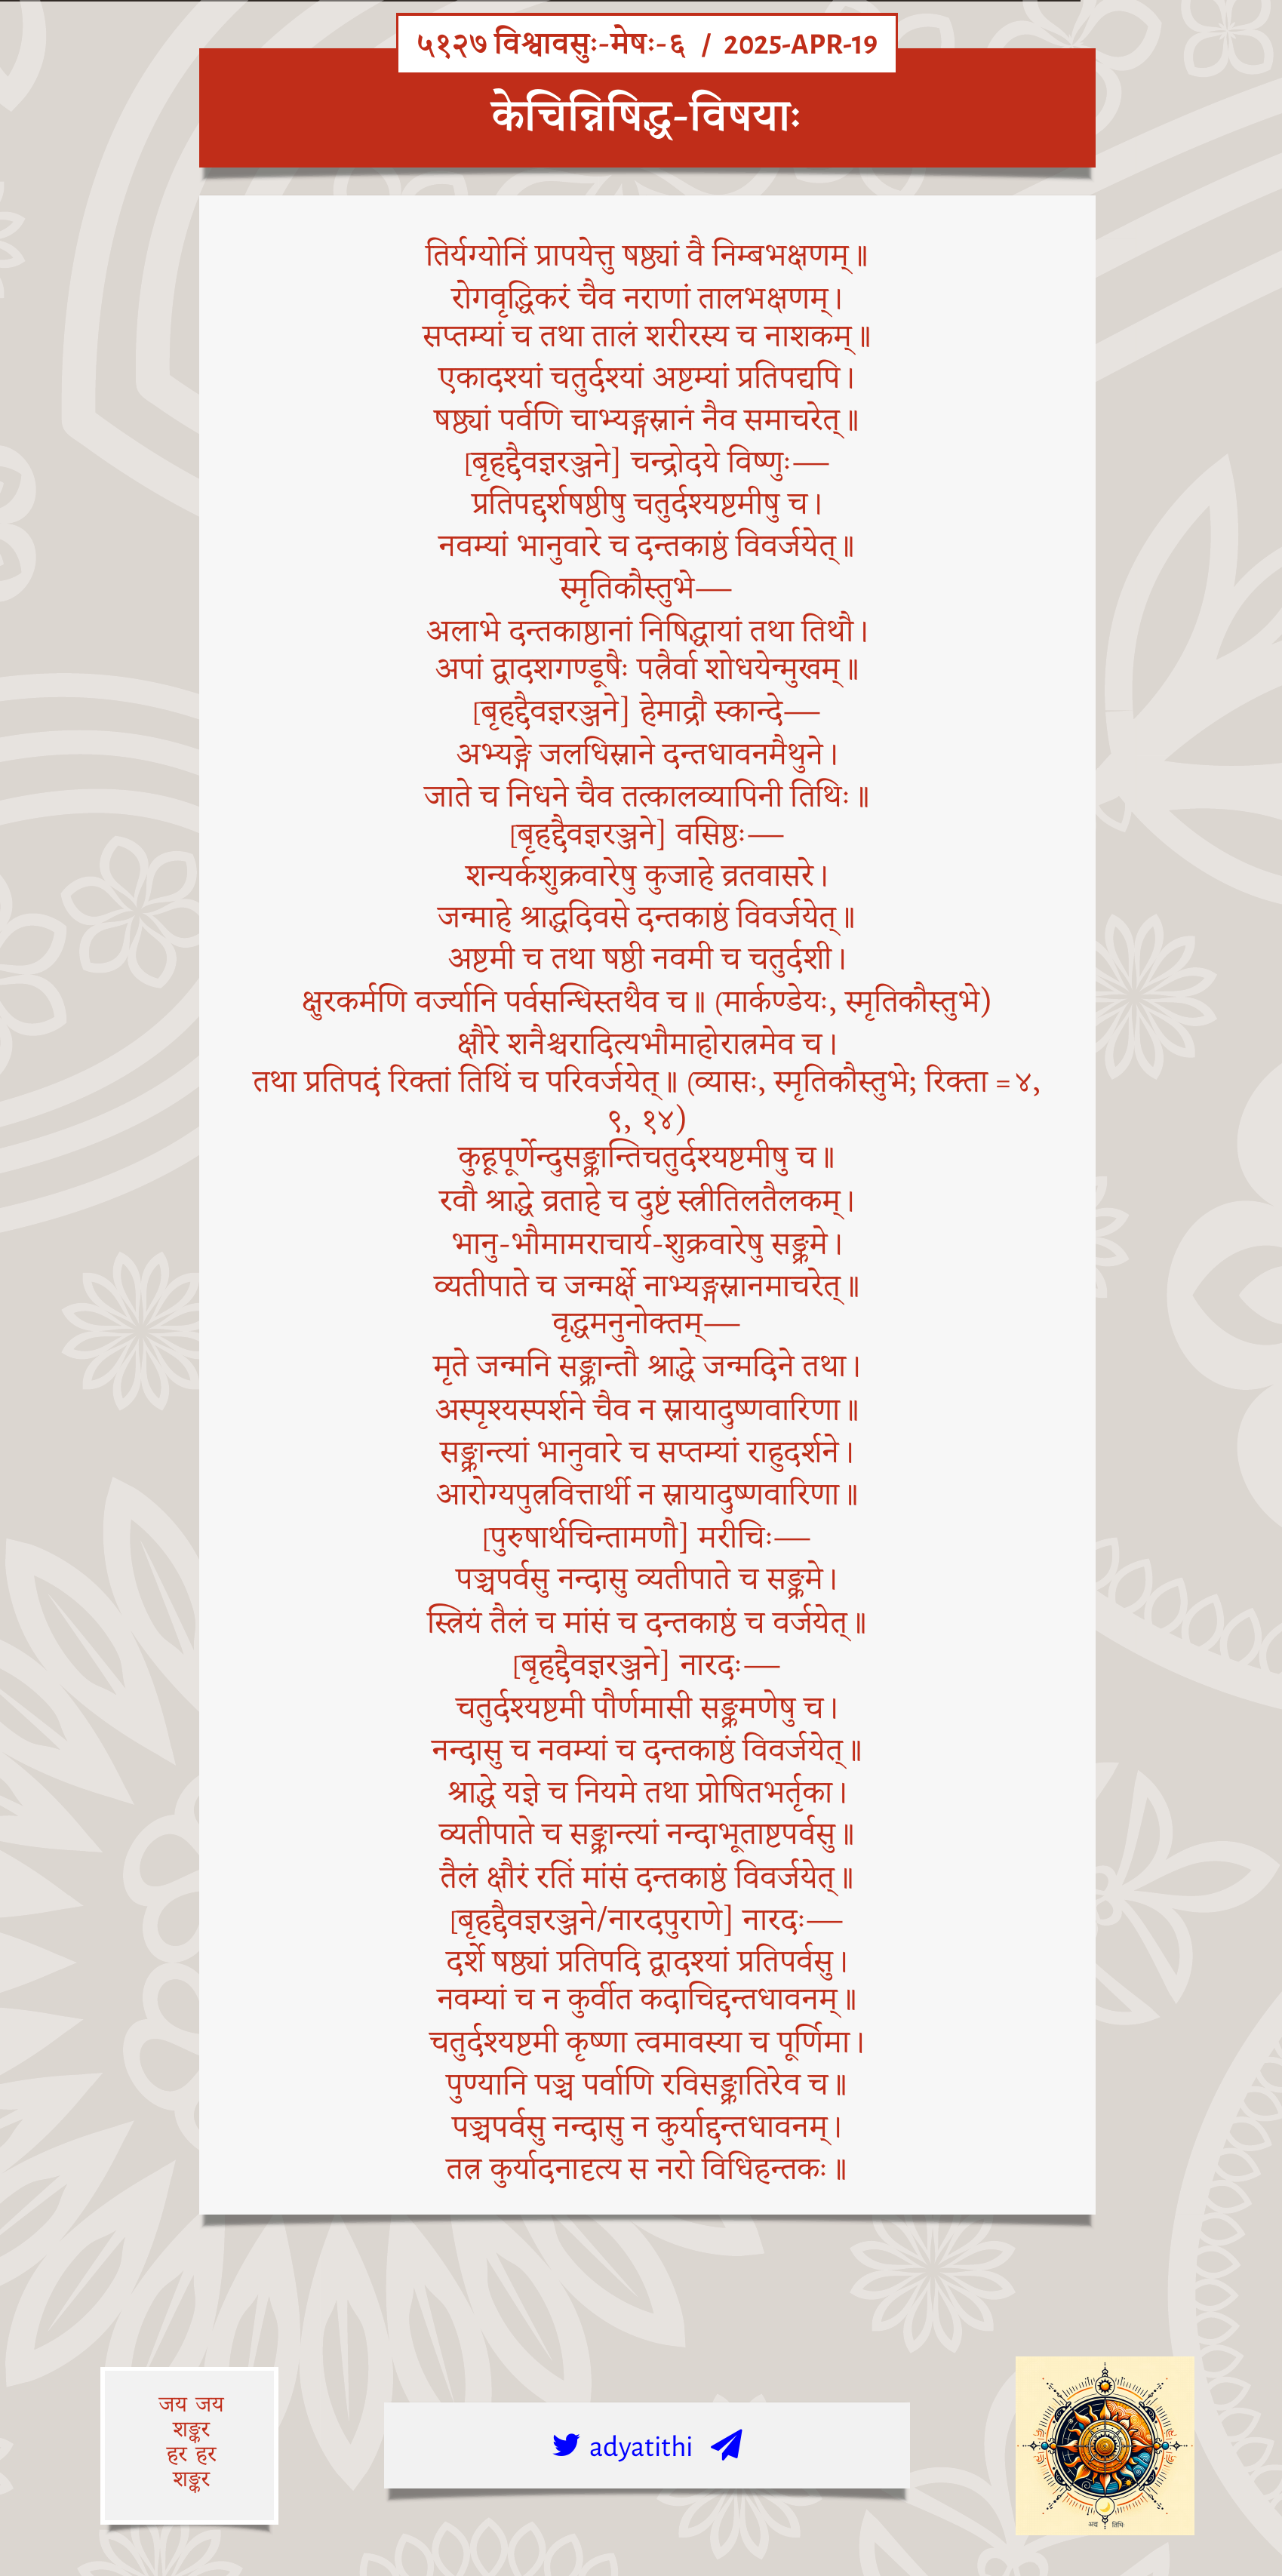 ५१२७ विश्वावसुः-मेषः-६ / 2025-APR-19
केचिन्निषिद्ध-विषयाः
तिर्यग्योनिं प्रापयेत्तु षष्ठ्यां वै निम्बभक्षणम्॥
रोगवृद्धिकरं चैव नराणां तालभक्षणम्।
सप्तम्यां च तथा तालं शरीरस्य च नाशकम्॥
एकादश्यां चतुर्दश्यां अष्टम्यां प्रतिपद्यपि।
षष्ठ्यां पर्वणि चाभ्यङ्गस्नानं नैव समाचरेत्॥
[बृहद्दैवज्ञरञ्जने] चन्द्रोदये विष्णुः—
प्रतिपद्दर्शषष्ठीषु चतुर्दश्यष्टमीषु च।
नवम्यां भानुवारे च दन्तकाष्ठं विवर्जयेत्॥
स्मृतिकौस्तुभे—
अलाभे दन्तकाष्ठानां निषिद्धायां तथा तिथौ।
अपां द्वादशगण्डूषैः पत्रैर्वा शोधयेन्मुखम्॥
[बृहद्दैवज्ञरञ्जने] हेमाद्रौ स्कान्दे—
अभ्यङ्गे जलधिस्नाने दन्तधावनमैथुने।
जाते च निधने चैव तत्कालव्यापिनी तिथिः॥
[बृहद्दैवज्ञरञ्जने] वसिष्ठः—
शन्यर्कशुक्रवारेषु कुजाहे व्रतवासरे।
जन्माहे श्राद्धदिवसे दन्तकाष्ठं विवर्जयेत्॥
अष्टमी च तथा षष्ठी नवमी च चतुर्दशी।
क्षुरकर्मणि वर्ज्यानि पर्वसन्धिस्तथैव च॥ (मार्कण्डेयः, स्मृतिकौस्तुभे)
क्षौरे शनैश्चरादित्यभौमाहोरात्रमेव च।
तथा प्रतिपदं रिक्तां तिथिं च परिवर्जयेत्॥ (व्यासः, स्मृतिकौस्तुभे; रिक्ता =४,
९, १४)
कुहूपूर्णेन्दुसङ्क्रान्तिचतुर्दश्यष्टमीषु च॥
रवौ श्राद्धे व्रताहे च दुष्टं स्त्रीतिलतैलकम्।
भानु-भौमामराचार्य-शुक्रवारेषु सङ्क्रमे।
व्यतीपाते च जन्मर्क्षे नाभ्यङ्गस्नानमाचरेत्॥
वृद्धमनुनोक्तम्—
मृते जन्मनि सङ्क्रान्तौ श्राद्धे जन्मदिने तथा।
अस्पृश्यस्पर्शने चैव न स्नायादुष्णवारिणा॥
सङ्क्रान्त्यां भानुवारे च सप्तम्यां राहुदर्शने।
आरोग्यपुत्रवित्तार्थी न स्नायादुष्णवारिणा॥
[पुरुषार्थचिन्तामणौ] मरीचिः—
पञ्चपर्वसु नन्दासु व्यतीपाते च सङ्क्रमे।
स्त्रियं तैलं च मांसं च दन्तकाष्ठं च वर्जयेत्॥
[बृहद्दैवज्ञरञ्जने] नारदः—
चतुर्दश्यष्टमी पौर्णमासी सङ्क्रमणेषु च।
नन्दासु च नवम्यां च दन्तकाष्ठं विवर्जयेत्॥
श्राद्धे यज्ञे च नियमे तथा प्रोषितभर्तृका।
व्यतीपाते च सङ्क्रान्त्यां नन्दाभूताष्टपर्वसु॥
तैलं क्षौरं रतिं मांसं दन्तकाष्ठं विवर्जयेत्॥
[बृहद्दैवज्ञरञ्जने/नारदपुराणे] नारदः—
दर्शे षष्ठ्यां प्रतिपदि द्वादश्यां प्रतिपर्वसु।
नवम्यां च न कुर्वीत कदाचिद्दन्तधावनम्॥
चतुर्दश्यष्टमी कृष्णा त्वमावस्या च पूर्णिमा।
पुण्यानि पञ्च पर्वाणि रविसङ्क्रातिरेव च॥
पञ्चपर्वसु नन्दासु न कुर्याद्दन्तधावनम्।
तत्र कुर्यादनादृत्य स नरो विधिहन्तकः॥
जय जय
शङ्कर
हर हर
शङ्कर
adyatithi
अद्य तिथिः